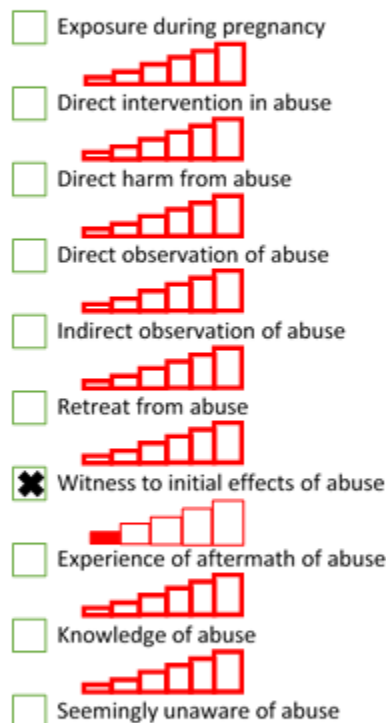 Exposure during pregnancy
Direct intervention in abuse
Direct harm from abuse
Direct observation of abuse
Indirect observation of abuse
Retreat from abuse
Witness to initial effects of abuse
Experience of aftermath of abuse
Knowledge of abuse
Seemingly unaware of abuse